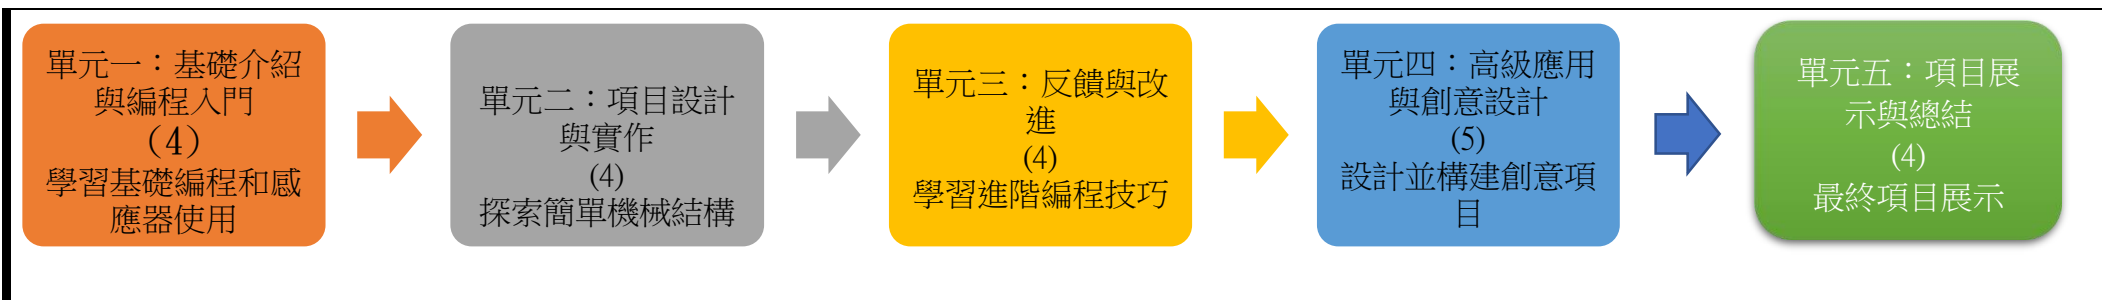 單元一：基礎介紹
與編程入門
(4)
學習基礎編程和感
應器使用
單元二：項目設計
與實作
(4)
探索簡單機械結構
單元三：反饋與改
進
(4)
學習進階編程技巧
單元四：高級應用
與創意設計
(5)
設計並構建創意項
目
單元五：項目展
示與總結
(4)
最終項目展示